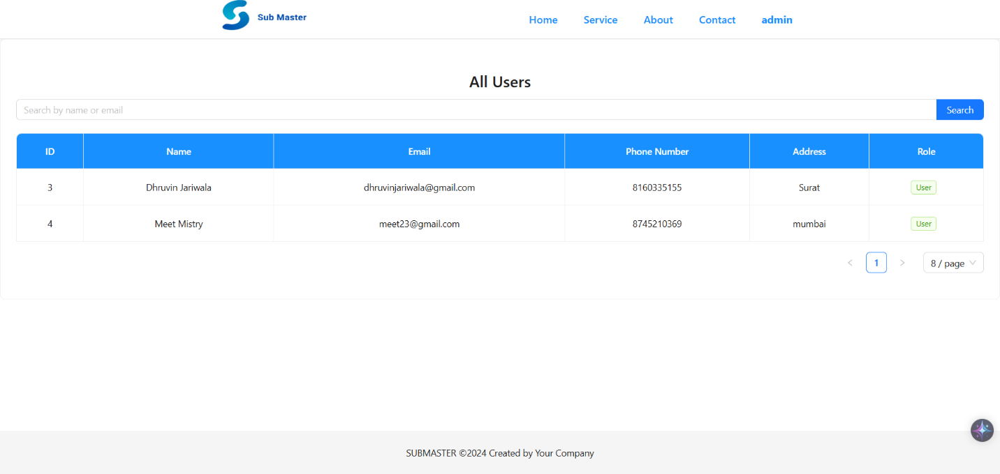 Sub Master
Home Service About Contact admin
All Users
Search by name or email Search
ID Name Email Phone Number Address Role
3 Dhruvin Jariwala dhruvinjariwala@gmail.com 8160335155 Surat User
4 Meet Mistry meet23@gmail.com 8745210369 mumbai User
< 1 > 8 / page
SUBMASTER ©2024 Created by Your Company